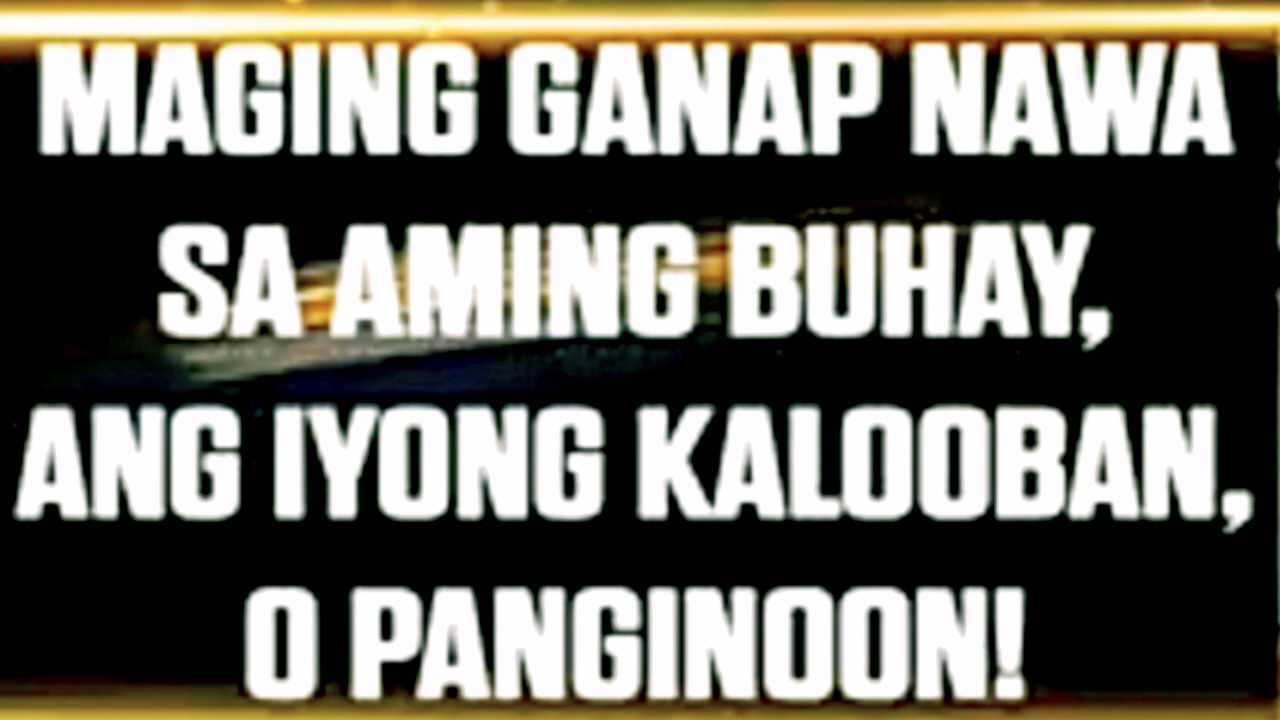 MAGING GANAP NAWA
SA AMING BUHAY,
ANG IYONG KALOOBAN,
O PANGINOON!